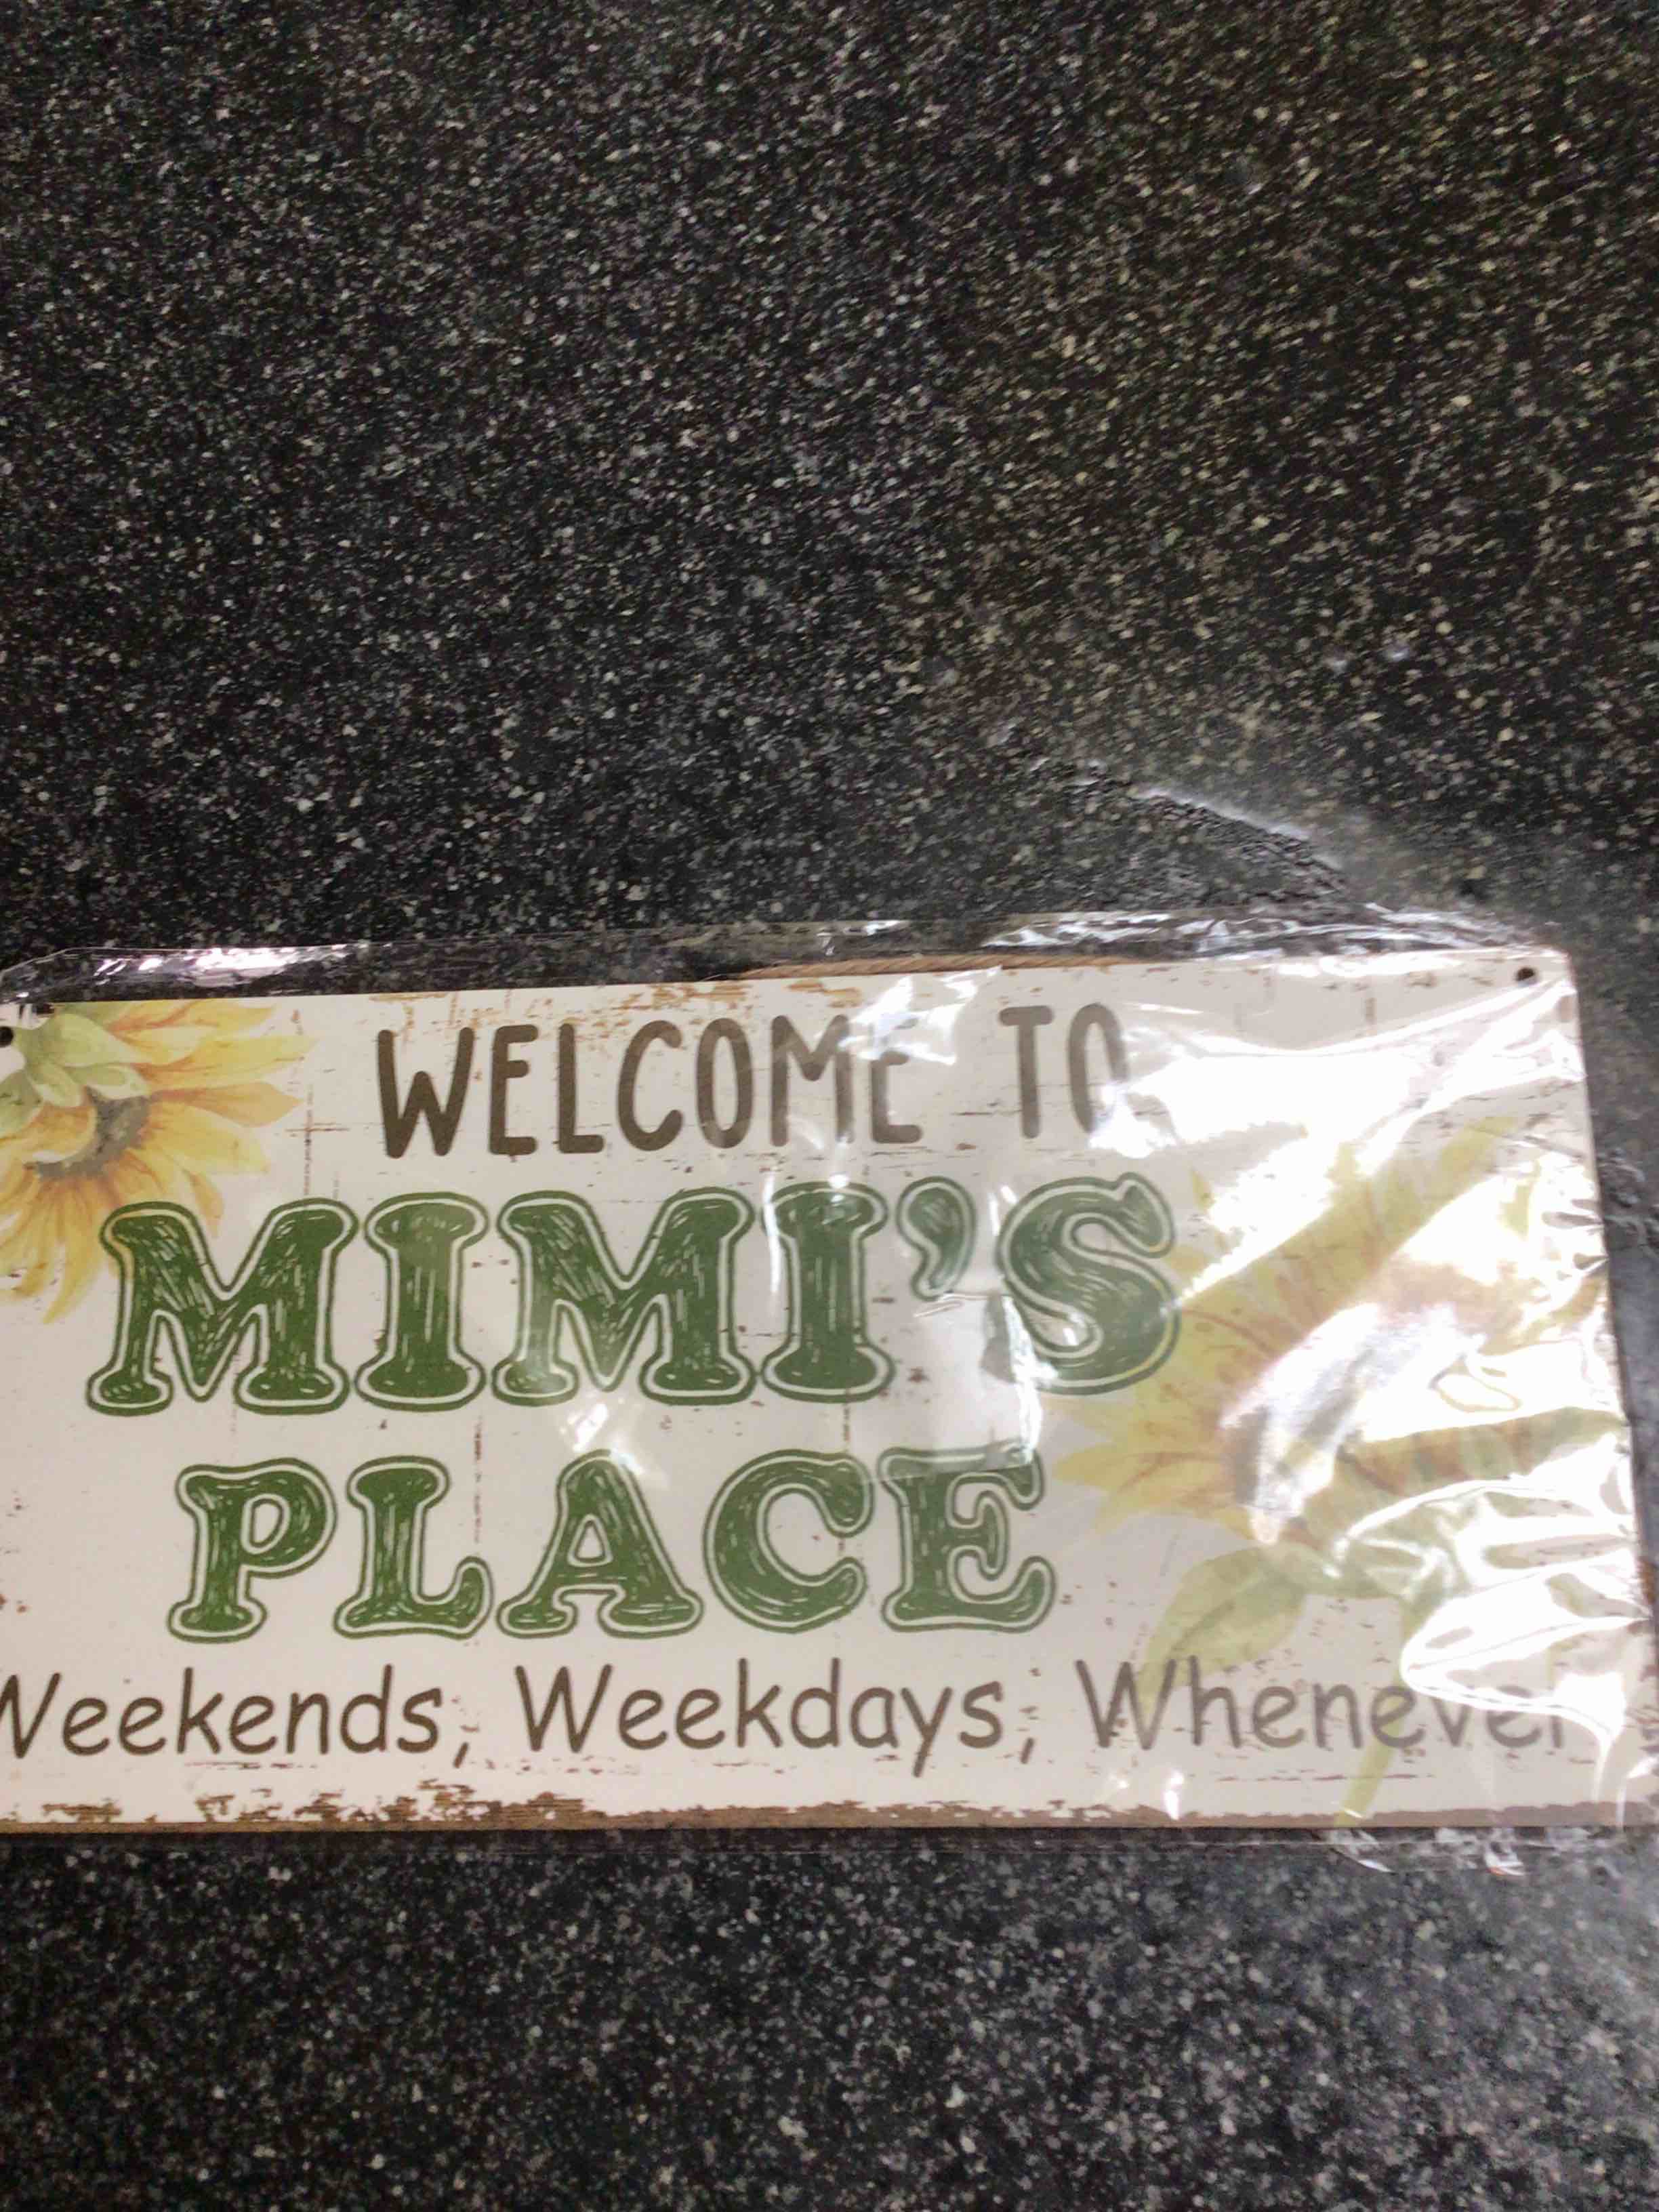 WELCOME TO
MIMI'S
PLACE
Weekends, Weekdays, Whenever